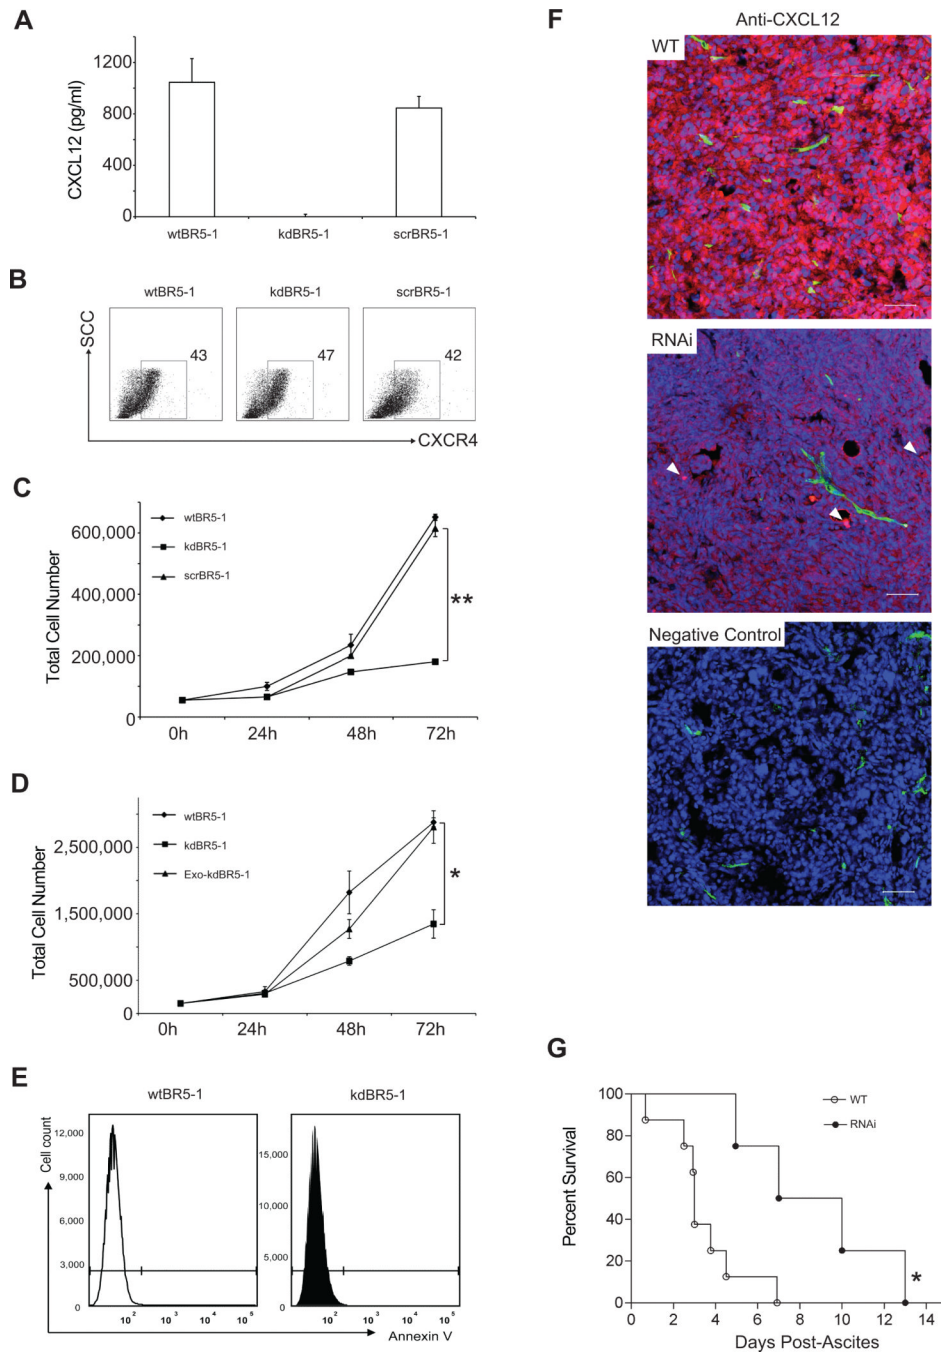 A
CXCL12 (pg/ml)
1200
800
400
0
wtBR5-1 kdBR5-1 scrBR5-1
B
wtBR5-1 kdBR5-1 scrBR5-1
SCC
43 47 42
CXCR4
C
Total Cell Number
600,000
400,000
200,000
0
wtBR5-1
kdBR5-1
scrBR5-1
**
0h 24h 48h 72h
D
Total Cell Number
2,500,000
1,500,000
500,000
0
wtBR5-1
kdBR5-1
Exo-kdBR5-1
*
0h 24h 48h 72h
E
wtBR5-1 kdBR5-1
Cell count
12,000
9,000
6,000
3,000
0
10² 10³ 10⁴ 10⁵
15,000
10,000
5,000
0
10² 10³ 10⁴ 10⁵
Annexin V
F
Anti-CXCL12
WT
RNAi
Negative Control
G
Percent Survival
100
80
60
40
20
0
WT
RNAi
*
0 2 4 6 8 10 12 14
Days Post-Ascites